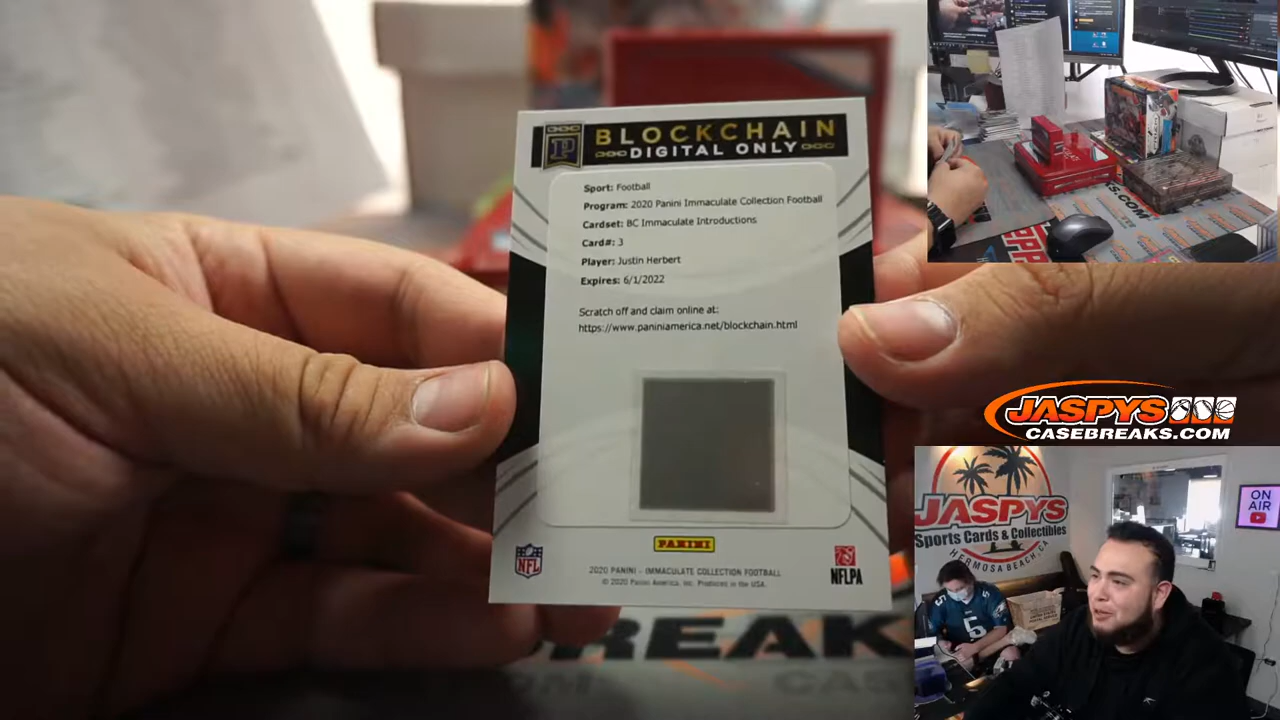 BLOCKCHAIN
DIGITAL ONLY
Sport: Football
Program: 2020 Panini Immaculate Collection Football
Cardset: BC Immaculate Introductions
Card#: 3
Player: Justin Herbert
Expires: 6/1/2022
Scratch off and claim online at:
https://www.paniniamerica.net/blockchain.html
PANINI
NFL
NFLPA
2020 PANINI - IMMACULATE COLLECTION FOOTBALL
© 2020 Panini America, Inc. Produced in the USA.
REAK
JASPYS
CASEBREAKS.COM
JASPYS
Sports Cards & Collectibles
HERMOSA BEACH, CA
ON
AIR
5